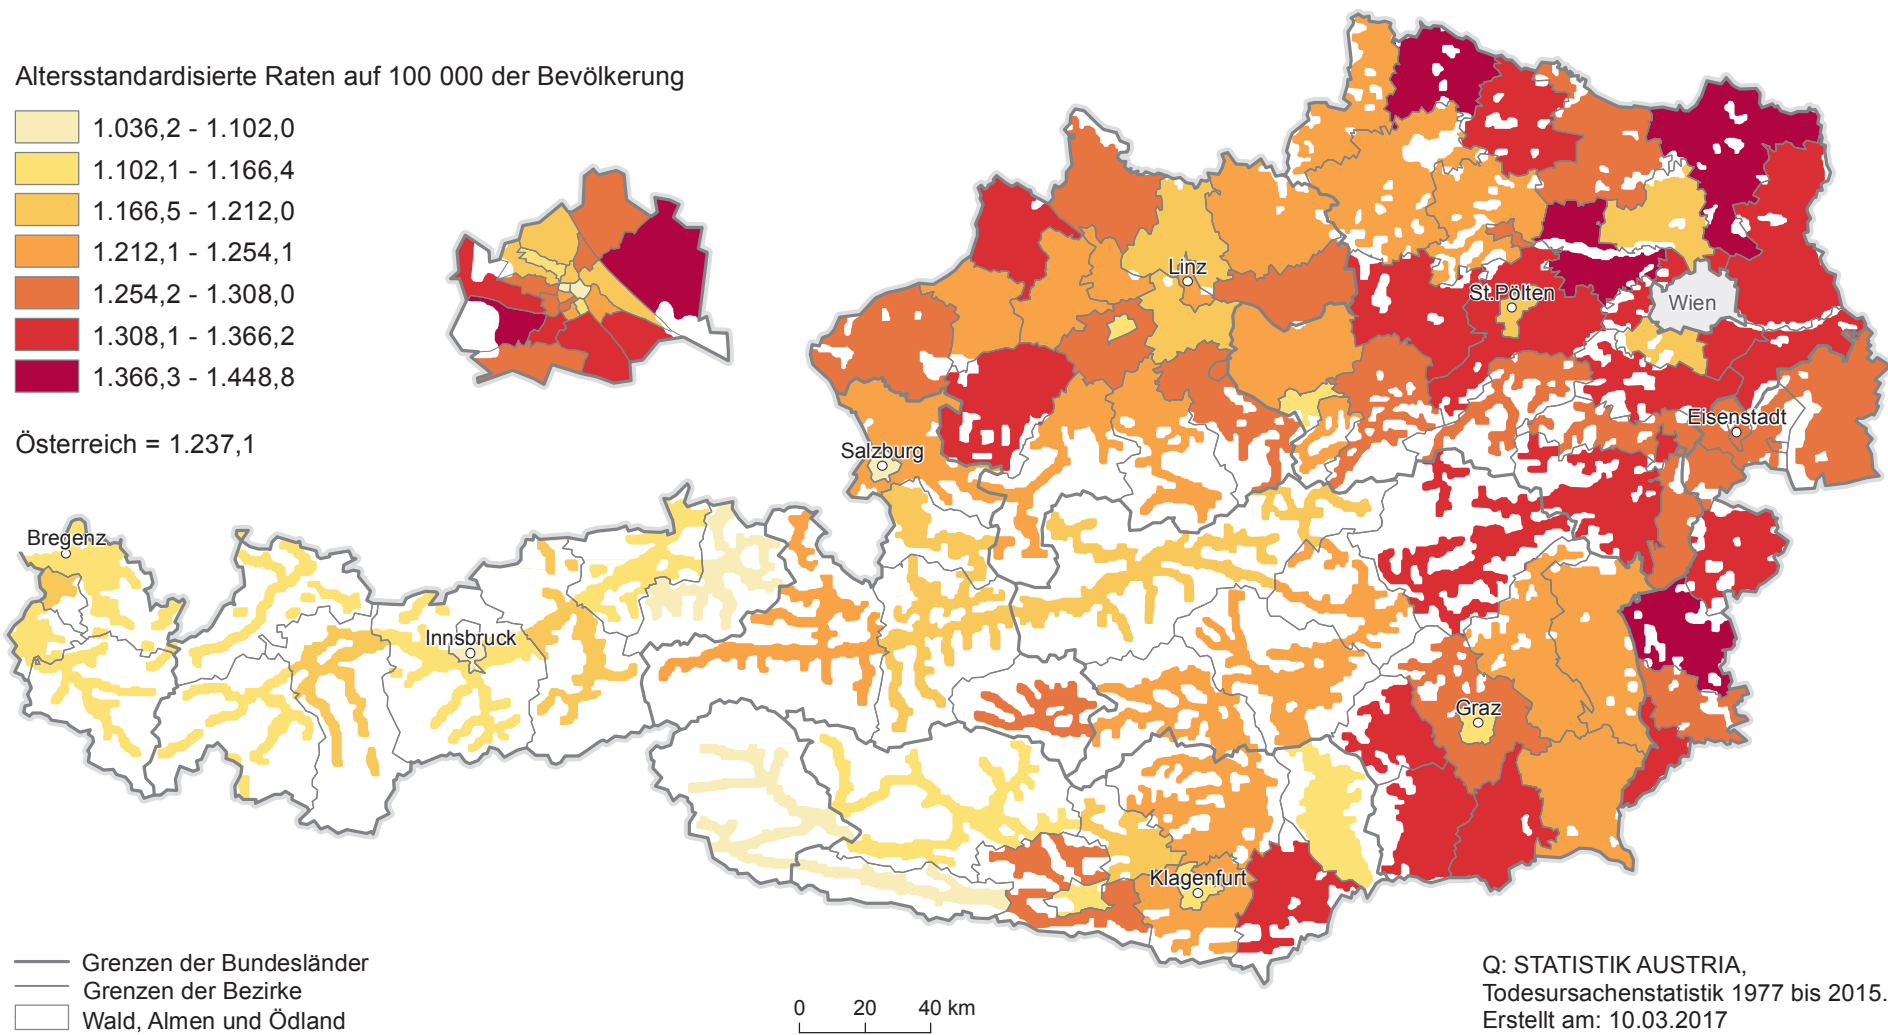 Altersstandardisierte Raten auf 100 000 der Bevölkerung
1.036,2 - 1.102,0
1.102,1 - 1.166,4
1.166,5 - 1.212,0
1.212,1 - 1.254,1
1.254,2 - 1.308,0
1.308,1 - 1.366,2
1.366,3 - 1.448,8
Österreich = 1.237,1
Linz
St.Pölten
Wien
Eisenstadt
Salzburg
Bregenz
Innsbruck
Graz
Klagenfurt
Grenzen der Bundesländer
Grenzen der Bezirke
Wald, Almen und Ödland
0 20 40 km
Q: STATISTIK AUSTRIA,
Todesursachenstatistik 1977 bis 2015.
Erstellt am: 10.03.2017